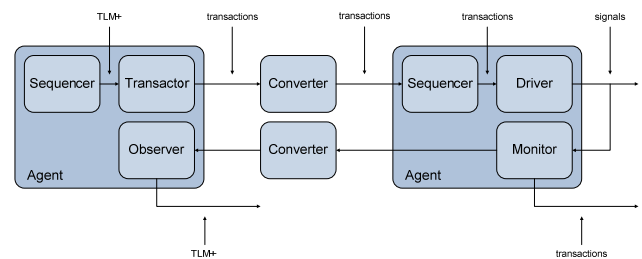 TLM+
transactions
transactions
transactions
signals
Sequencer
Transactor
Converter
Sequencer
Driver
Observer
Converter
Monitor
Agent
Agent
TLM+
transactions